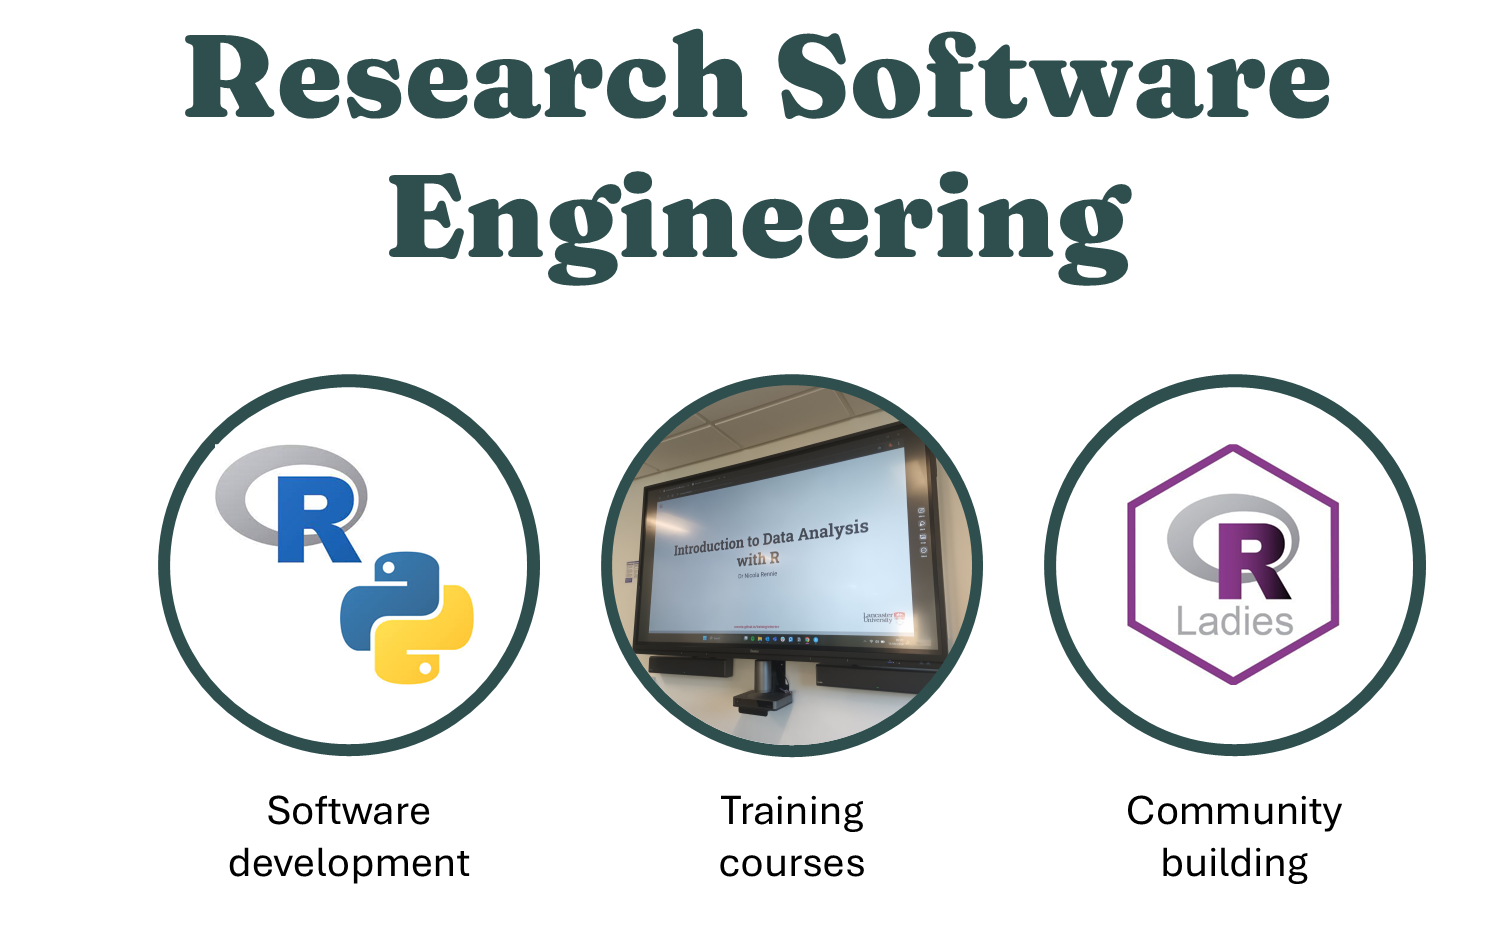 Research Software
Engineering
R
R
Ladies
Introduction to Data Analysis
with R
Dr Nicola Rennie
Lancaster
University
Software
development
Training
courses
Community
building